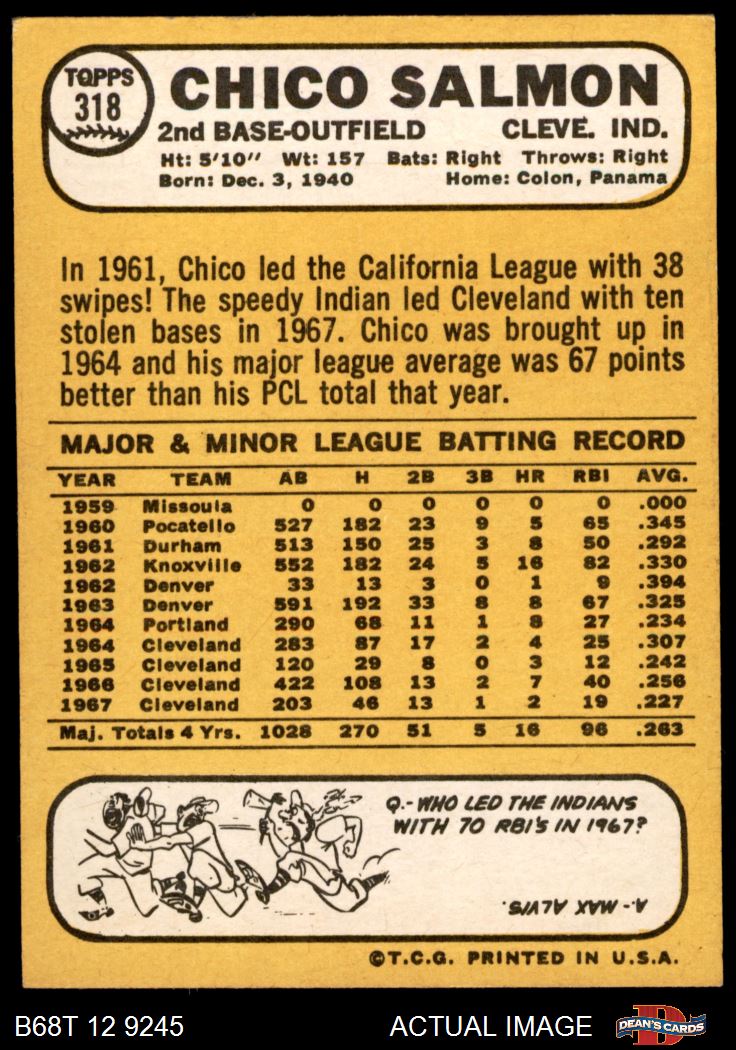 TOPPS
318
CHICO SALMON
2nd BASE-OUTFIELD CLEVE. IND.
Ht: 5'10" Wt: 157 Bats: Right Throws: Right
Born: Dec. 3, 1940 Home: Colon, Panama
In 1961, Chico led the California League with 38
swipes! The speedy Indian led Cleveland with ten
stolen bases in 1967. Chico was brought up in
1964 and his major league average was 67 points
better than his PCL total that year.
MAJOR & MINOR LEAGUE BATTING RECORD
YEAR TEAM AB H 2B 3B HR RBI AVG.
1959 Missoula 0 0 0 0 0 0 .000
1960 Pocatello 527 182 23 9 5 65 .345
1961 Durham 513 150 25 3 8 50 .292
1962 Knoxville 552 182 24 5 16 82 .330
1962 Denver 33 13 3 0 1 9 .394
1963 Denver 591 192 33 8 8 67 .325
1964 Portland 290 68 11 1 8 27 .234
1964 Cleveland 283 87 17 2 4 25 .307
1965 Cleveland 120 29 8 0 3 12 .242
1966 Cleveland 422 108 13 2 7 40 .256
1967 Cleveland 203 46 13 1 2 19 .227
Maj. Totals 4 Yrs. 1028 270 51 5 16 96 .263
Q.- WHO LED THE INDIANS
WITH 70 RBI'S IN 1967?
A.- MAX ALVIS.
©T.C.G. PRINTED IN U.S.A.
B68T 12 9245 ACTUAL IMAGE
D
DEAN'S CARDS